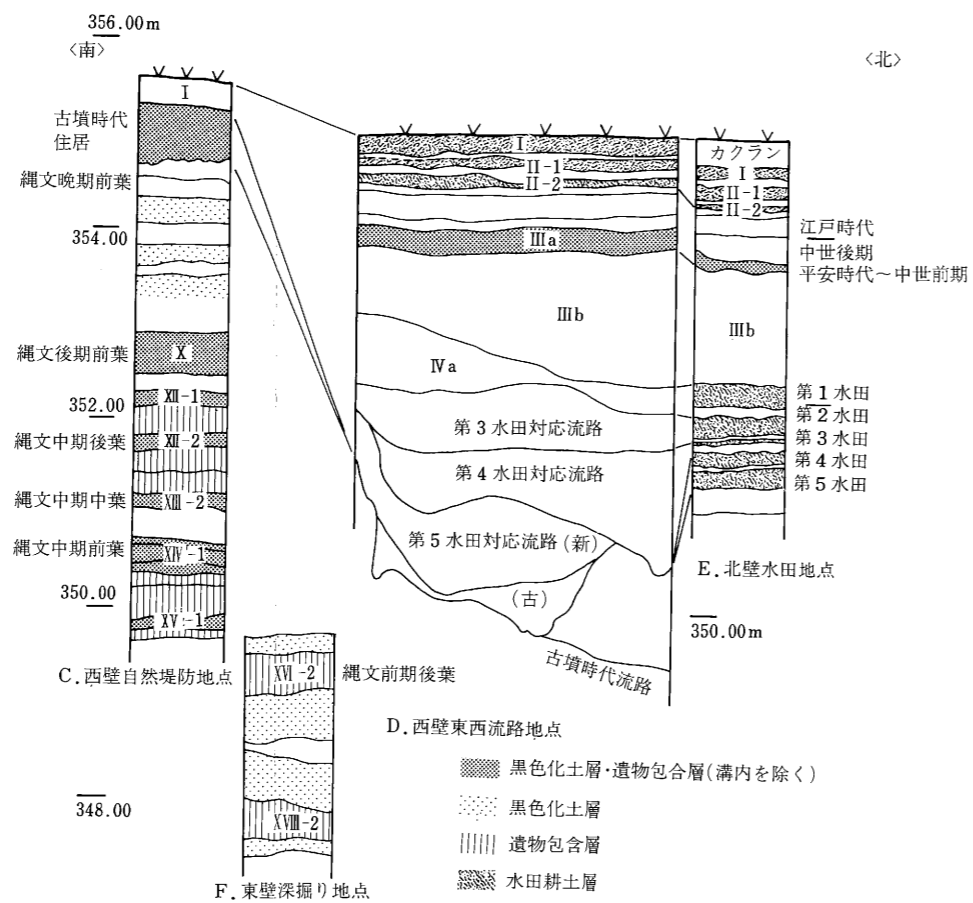 356.00m
〈南〉
〈北〉
I
古墳時代
住居
縄文晩期前葉
354.00
X
縄文後期前葉
XII-1
352.00
XII-2
縄文中期後葉
XIII-2
縄文中期中葉
XIV-1
縄文中期前葉
350.00
XV-1
C.西壁自然堤防地点
XVI-2
縄文前期後葉
348.00
XVIII-2
F.東壁深掘り地点
I
II-1
II-2
IIIa
IIIb
IVa
第3水田対応流路
第4水田対応流路
第5水田対応流路(新)
(古)
古墳時代流路
D.西壁東西流路地点
カクラン
I
II-1
II-2
江戸時代
中世後期
平安時代~中世前期
IIIb
第1水田
第2水田
第3水田
第4水田
第5水田
E.北壁水田地点
350.00m
黒色化土層・遺物包合層(溝内を除く)
黒色化土層
遺物包含層
水田耕土層